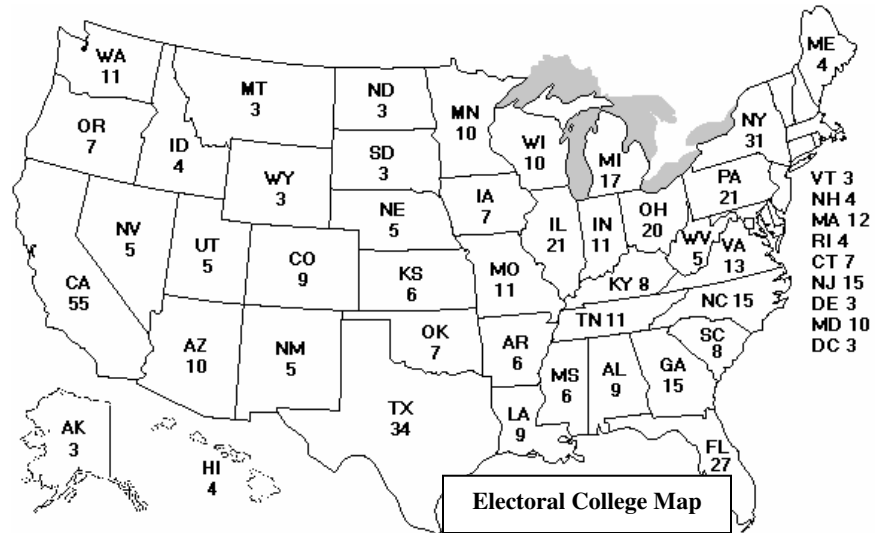 ME
4
WA
11
MT
3
ND
3
MN
10
OR
7
ID
4
SD
3
WI
10
MI
17
NY
31
WY
3
IA
7
PA
21
NE
5
NV
5
UT
5
CO
9
IL
21
IN
11
OH
20
WV
5
VA
13
CA
55
KS
6
MO
11
KY 8
NC 15
AZ
10
NM
5
OK
7
AR
6
TN 11
SC
8
MS
6
AL
9
GA
15
TX
34
LA
9
FL
27
AK
3
HI
4
VT 3
NH 4
MA 12
RI 4
CT 7
NJ 15
DE 3
MD 10
DC 3
Electoral College Map